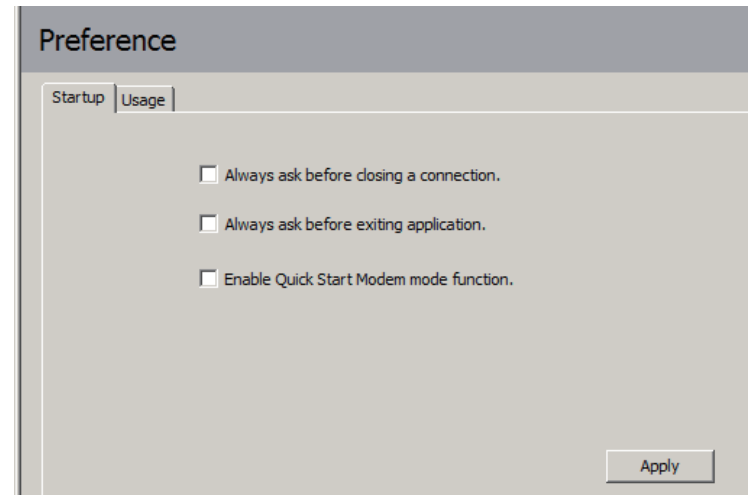 Preference
Startup Usage
Always ask before closing a connection.
Always ask before exiting application.
Enable Quick Start Modem mode function.
Apply